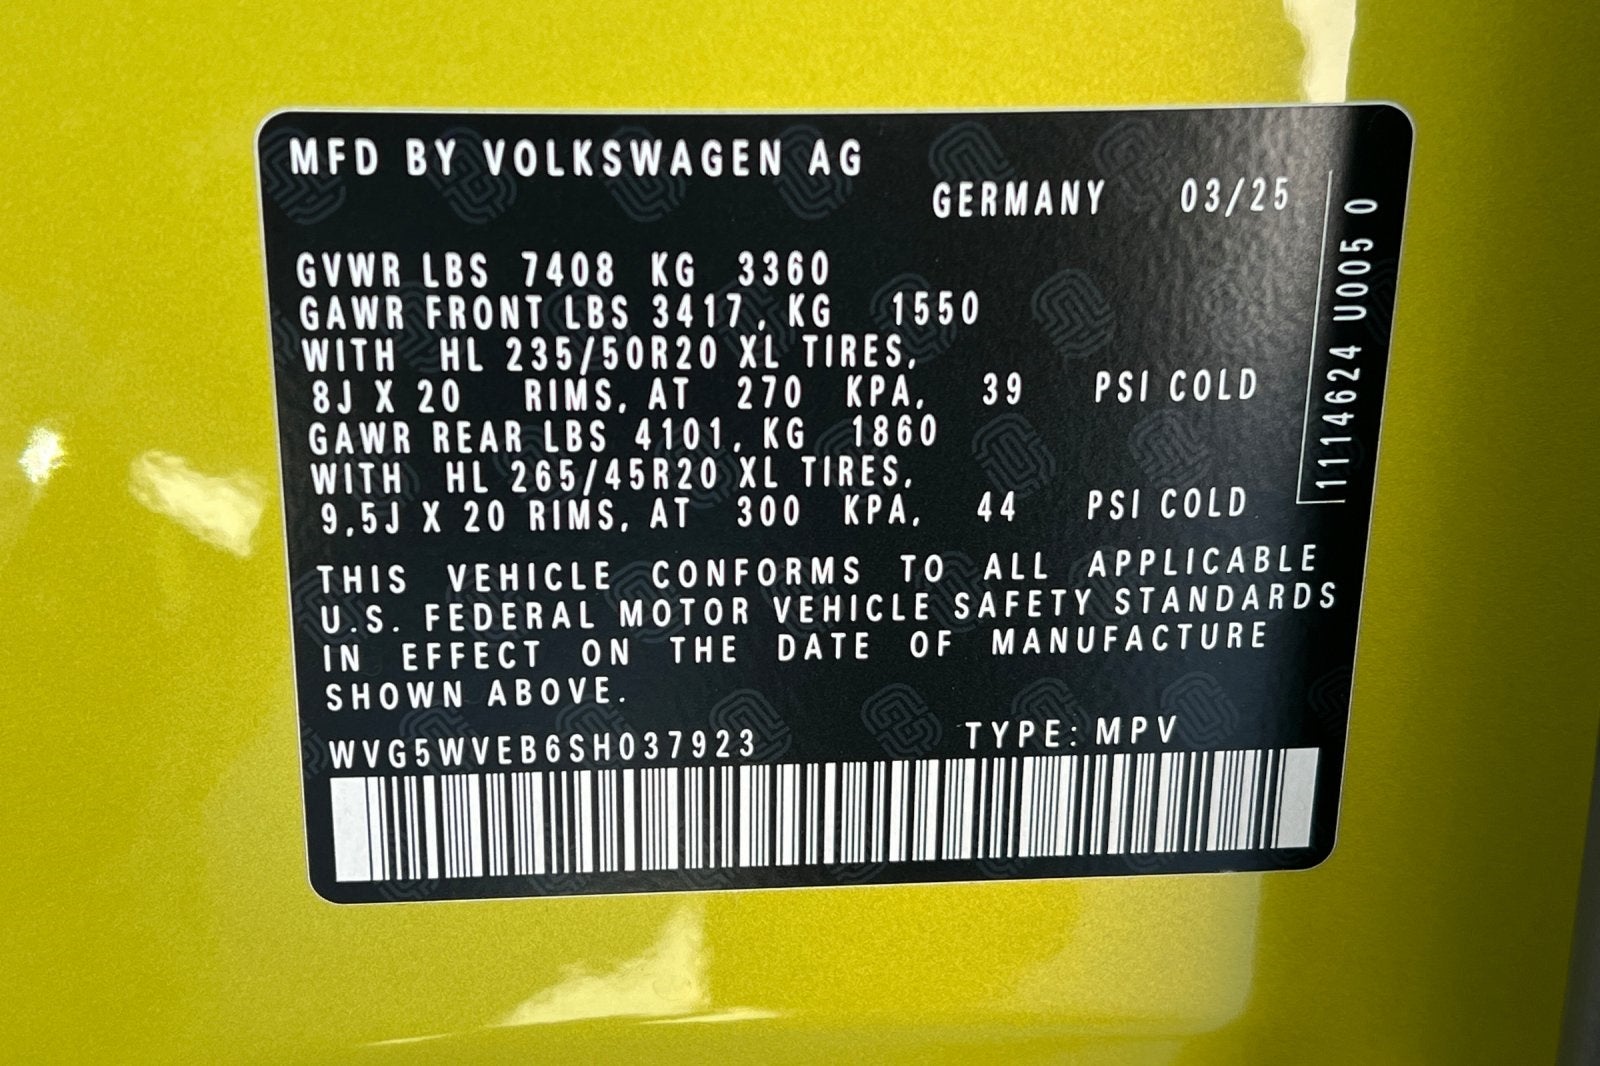 MFD BY VOLKSWAGEN AG
GERMANY 03/25
GVWR LBS 7408 KG 3360
GAWR FRONT LBS 3417, KG 1550
WITH HL 235/50R20 XL TIRES,
8J X 20 RIMS, AT 270 KPA, 39 PSI COLD
GAWR REAR LBS 4101, KG 1860
WITH HL 265/45R20 XL TIRES,
9,5J X 20 RIMS, AT 300 KPA, 44 PSI COLD
THIS VEHICLE CONFORMS TO ALL APPLICABLE
U.S. FEDERAL MOTOR VEHICLE SAFETY STANDARDS
IN EFFECT ON THE DATE OF MANUFACTURE
SHOWN ABOVE.
WVG5WVEB6SH037923 TYPE: MPV
1114624 U005 0